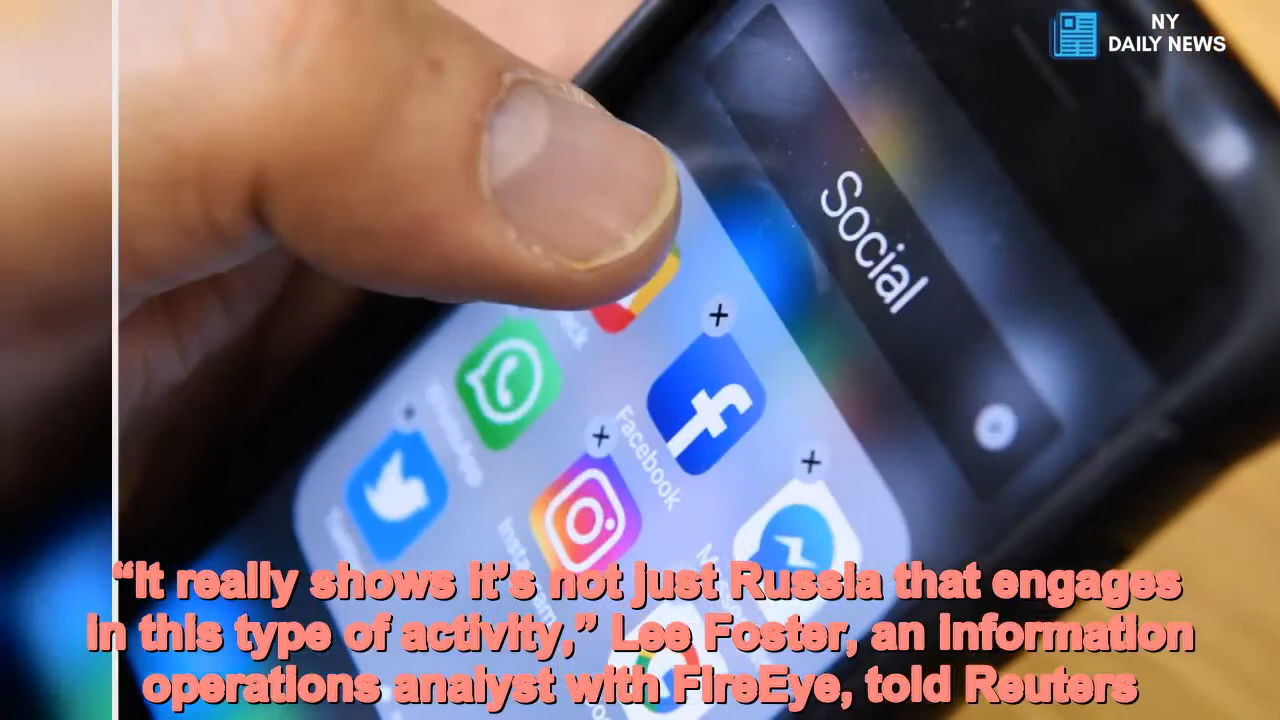 NY
DAILY NEWS
Social
Facebook
“It really shows it’s not just Russia that engages
in this type of activity,” Lee Foster, an information
operations analyst with FireEye, told Reuters